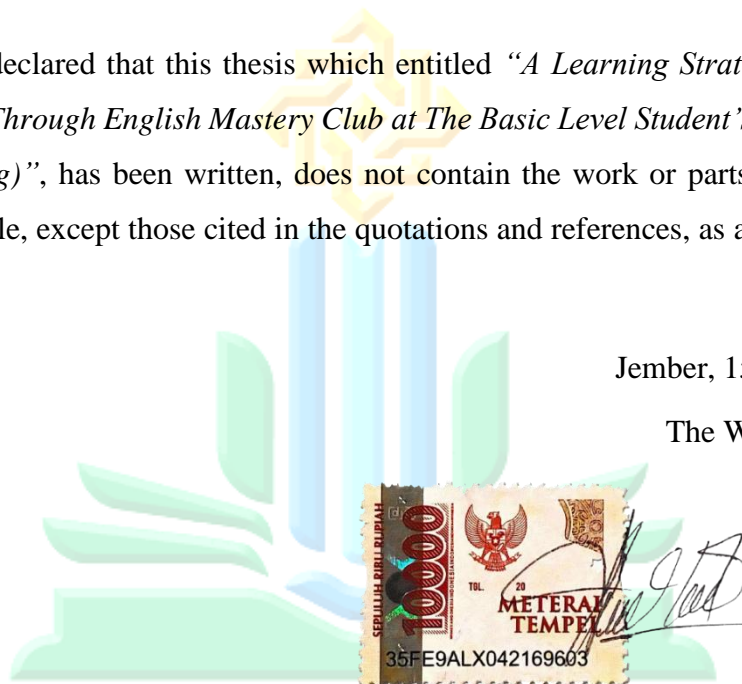 declared that this thesis which entitled “A Learning Strat
Through English Mastery Club at The Basic Level Student’s
g)”, has been written, does not contain the work or parts
le, except those cited in the quotations and references, as a
Jember, 15
The W
SEPULUH RIBU RUPIAH
10000
TGL. 20
METERAI
TEMPEL
35FE9ALX042169603